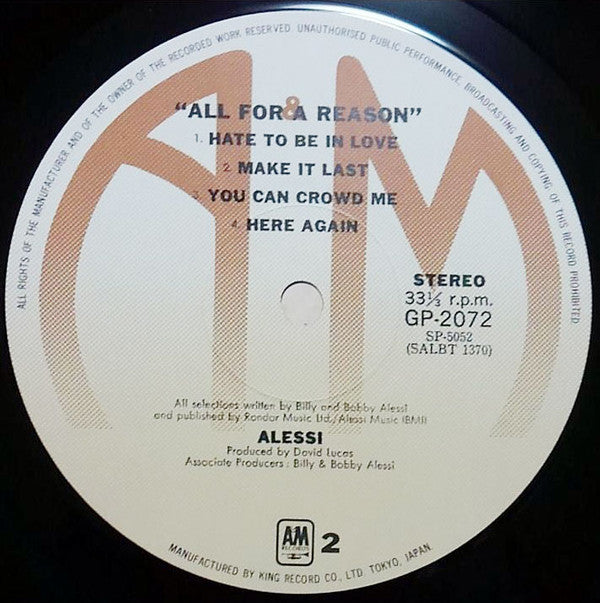 ALL RIGHTS OF THE MANUFACTURER AND OF THE OWNER OF THE RECORDED WORK RESERVED. UNAUTHORISED PUBLIC PERFORMANCE, BROADCASTING AND COPYING OF THIS RECORD PROHIBITED
A&M
"ALL FOR A REASON"
1. HATE TO BE IN LOVE
2. MAKE IT LAST
3. YOU CAN CROWD ME
4. HERE AGAIN
STEREO
33⅓ r.p.m.
GP-2072
SP-5052
(SALBT 1370)
All selections written by Billy and Bobby Alessi
and published by Rondor Music Ltd./Alessi Music (BMI)
ALESSI
Produced by David Lucas
Associate Producers : Billy & Bobby Alessi
A&M
RECORDS
2
MANUFACTURED BY KING RECORD CO., LTD. TOKYO, JAPAN.